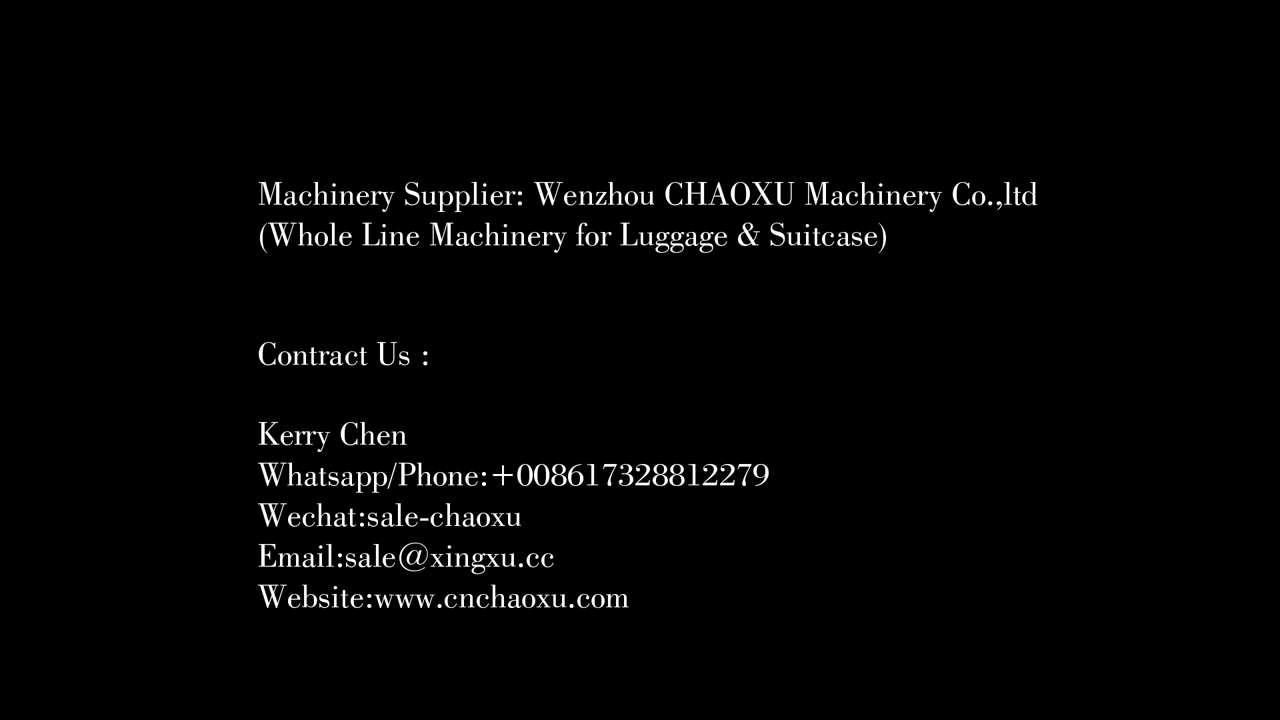 Machinery Supplier: Wenzhou CHAOXU Machinery Co.,ltd
(Whole Line Machinery for Luggage & Suitcase)
Contract Us :
Kerry Chen
Whatsapp/Phone:+008617328812279
Wechat:sale-chaoxu
Email:sale@xingxu.cc
Website:www.cnchaoxu.com